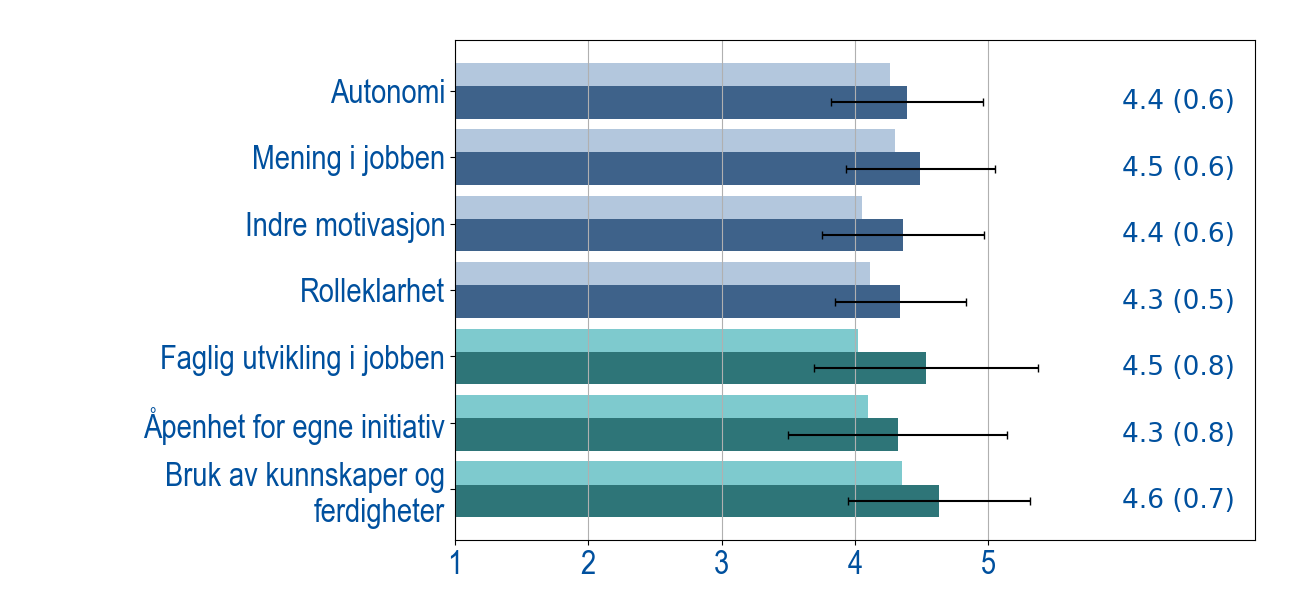 Autonomi 4.4 (0.6)
Mening i jobben 4.5 (0.6)
Indre motivasjon 4.4 (0.6)
Rolleklarhet 4.3 (0.5)
Faglig utvikling i jobben 4.5 (0.8)
Åpenhet for egne initiativ 4.3 (0.8)
Bruk av kunnskaper og
ferdigheter 4.6 (0.7)
1 2 3 4 5